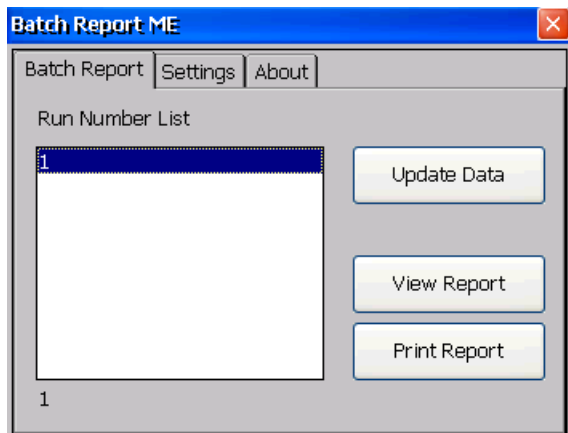 Batch Report ME
Batch Report Settings About
Run Number List
1
Update Data
View Report
Print Report
1